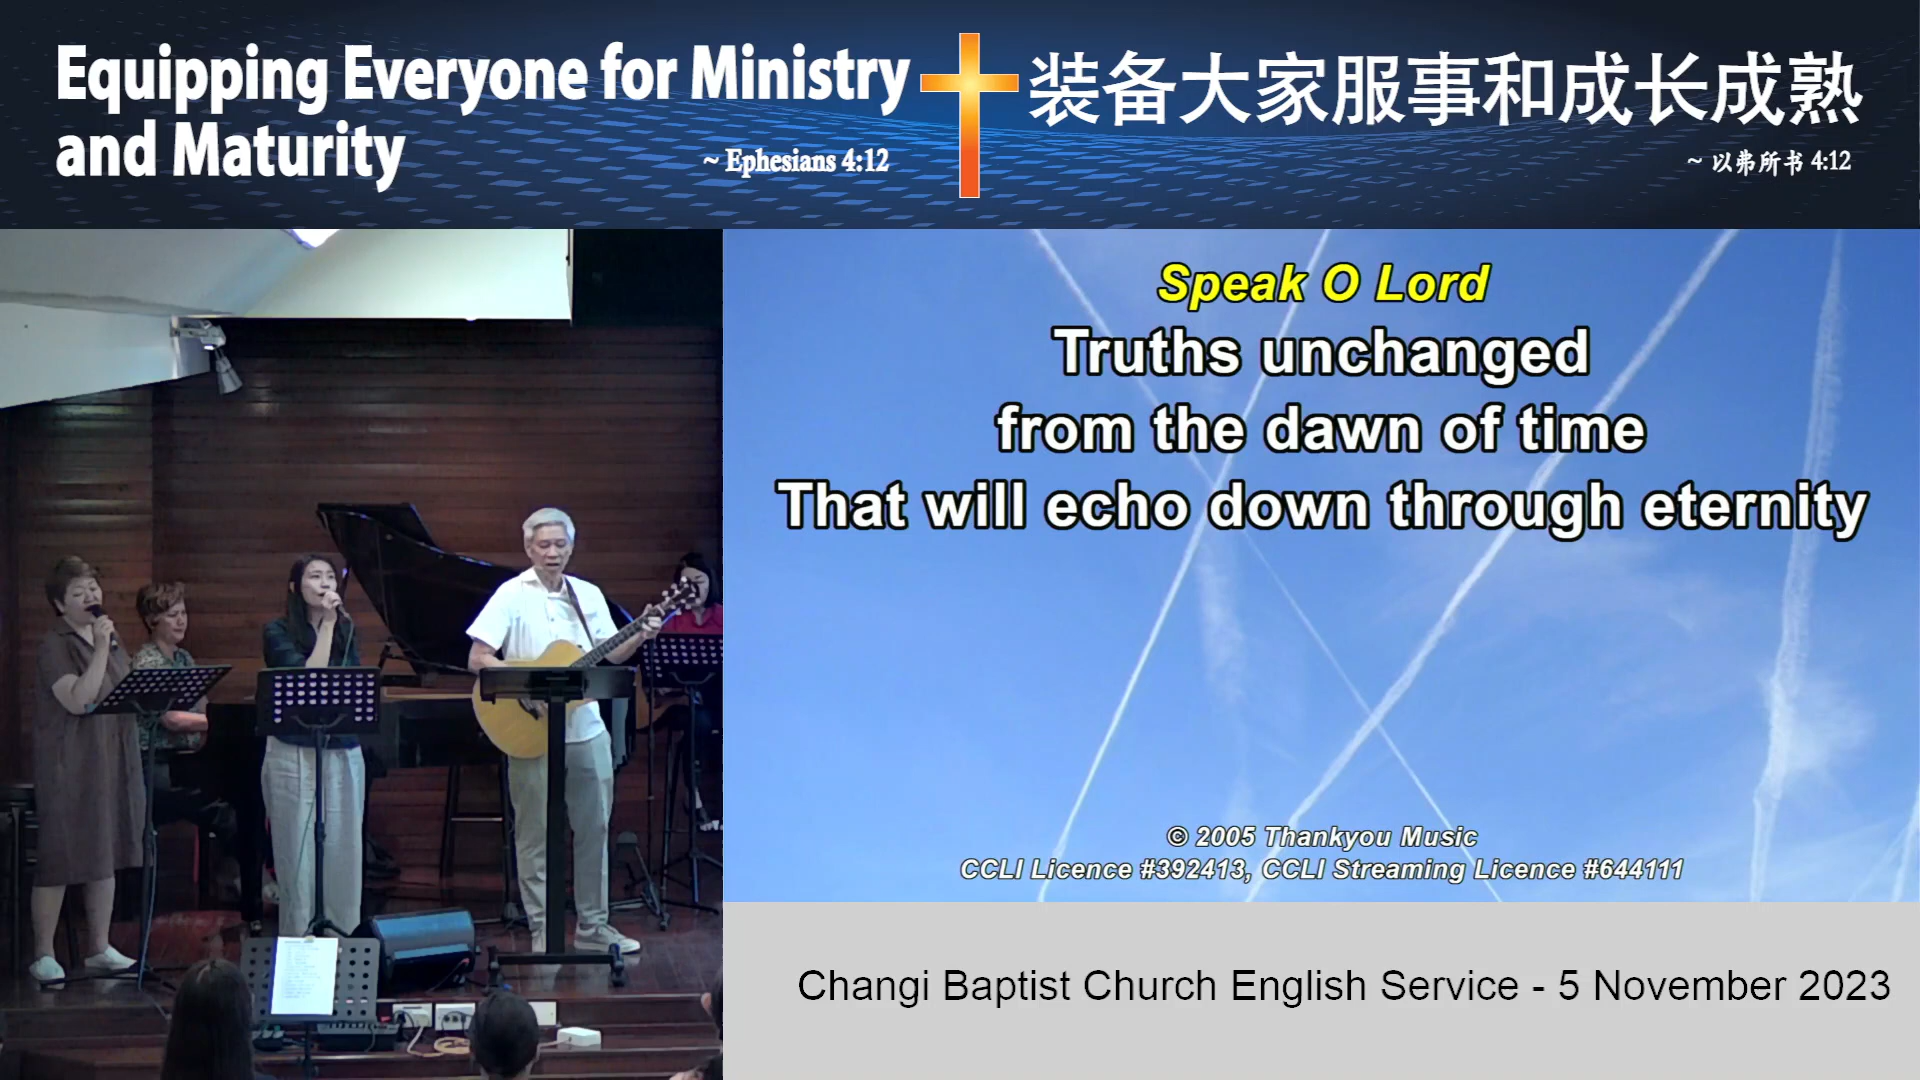 Equipping Everyone for Ministry
and Maturity
~ Ephesians 4:12
装备大家服事和成长成熟
~ 以弗所书 4:12
Speak O Lord
Truths unchanged
from the dawn of time
That will echo down through eternity
© 2005 Thankyou Music
CCLI Licence #392413, CCLI Streaming Licence #644111
Changi Baptist Church English Service - 5 November 2023